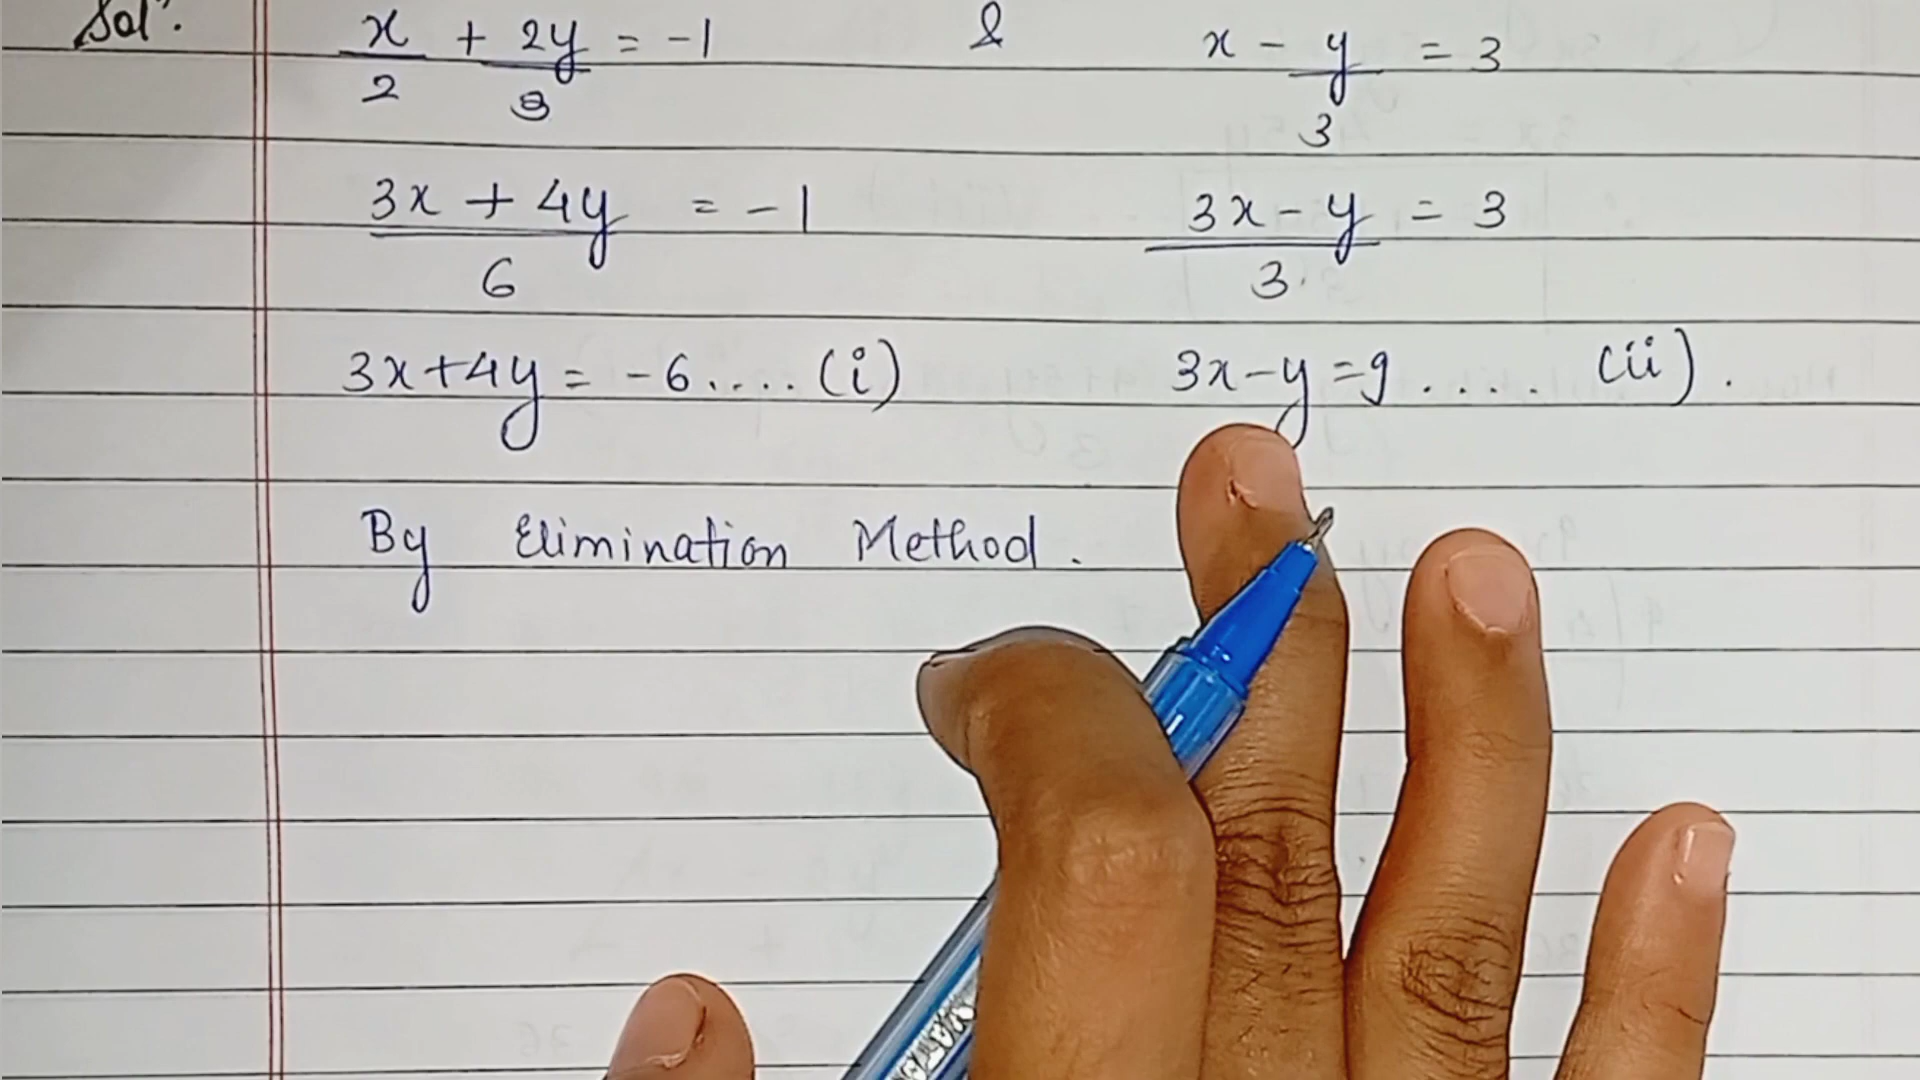 Solⁿ. x/2 + 2y/3 = -1 & x - y/3 = 3
3x + 4y/6 = -1 3x - y/3 = 3
3x+4y = -6.... (i) 3x-y=9 ..... (ii).
By Elimination Method.